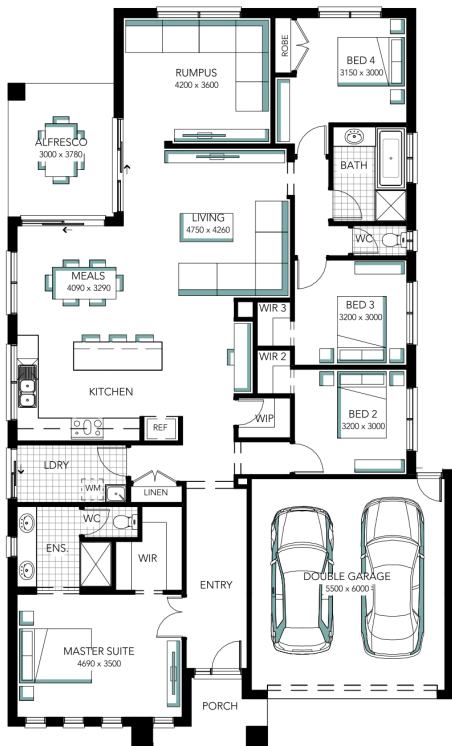 RUMPUS
4200 x 3600
ROBE
BED 4
3150 x 3000
ALFRESCO
3000 x 3780
BATH
LIVING
4750 x 4260
WC
MEALS
4090 x 3290
WIR 3
BED 3
3200 x 3000
WIR 2
KITCHEN
WIP
BED 2
3200 x 3000
REF
LDRY
WM
LINEN
WC
ENS.
WIR
ENTRY
DOUBLE GARAGE
5500 x 6000
MASTER SUITE
4690 x 3500
PORCH